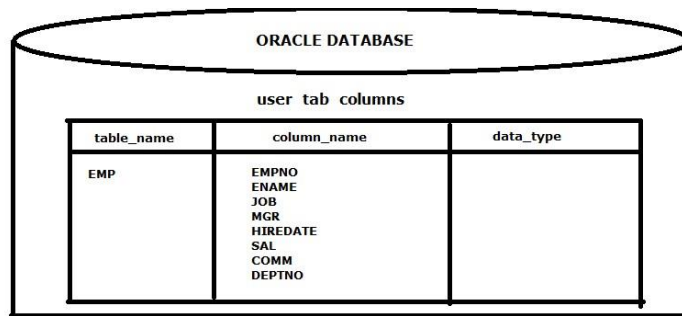 ORACLE DATABASE
user tab columns
table_name column_name data_type
EMP EMPNO
ENAME
JOB
MGR
HIREDATE
SAL
COMM
DEPTNO